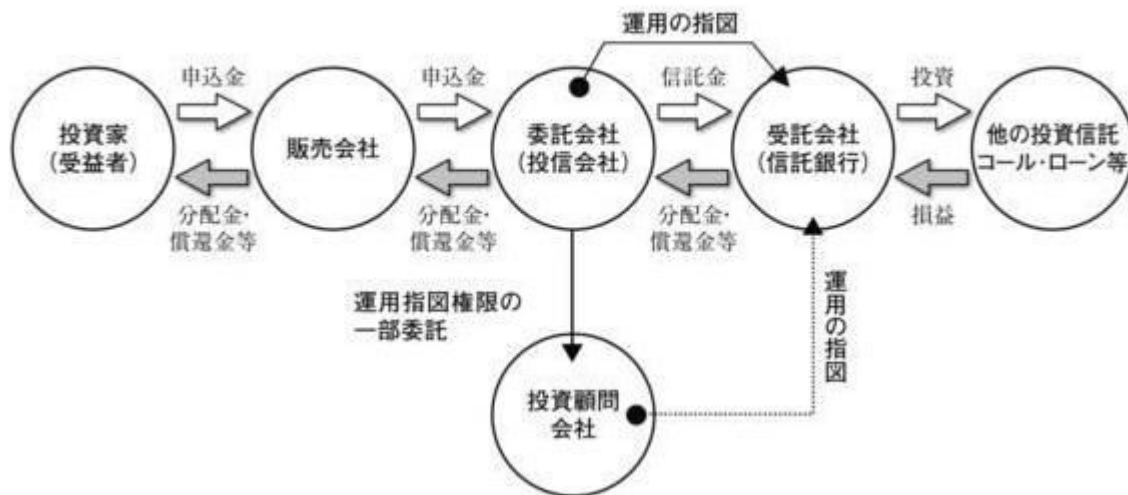 運用の指図
申込金
申込金
信託金
投資
投資家
(受益者)
販売会社
委託会社
(投信会社)
受託会社
(信託銀行)
他の投資信託
コール・ローン等
分配金・
償還金等
分配金・
償還金等
分配金・
償還金等
損益
運用指図権限の
一部委託
運用の指図
投資顧問
会社